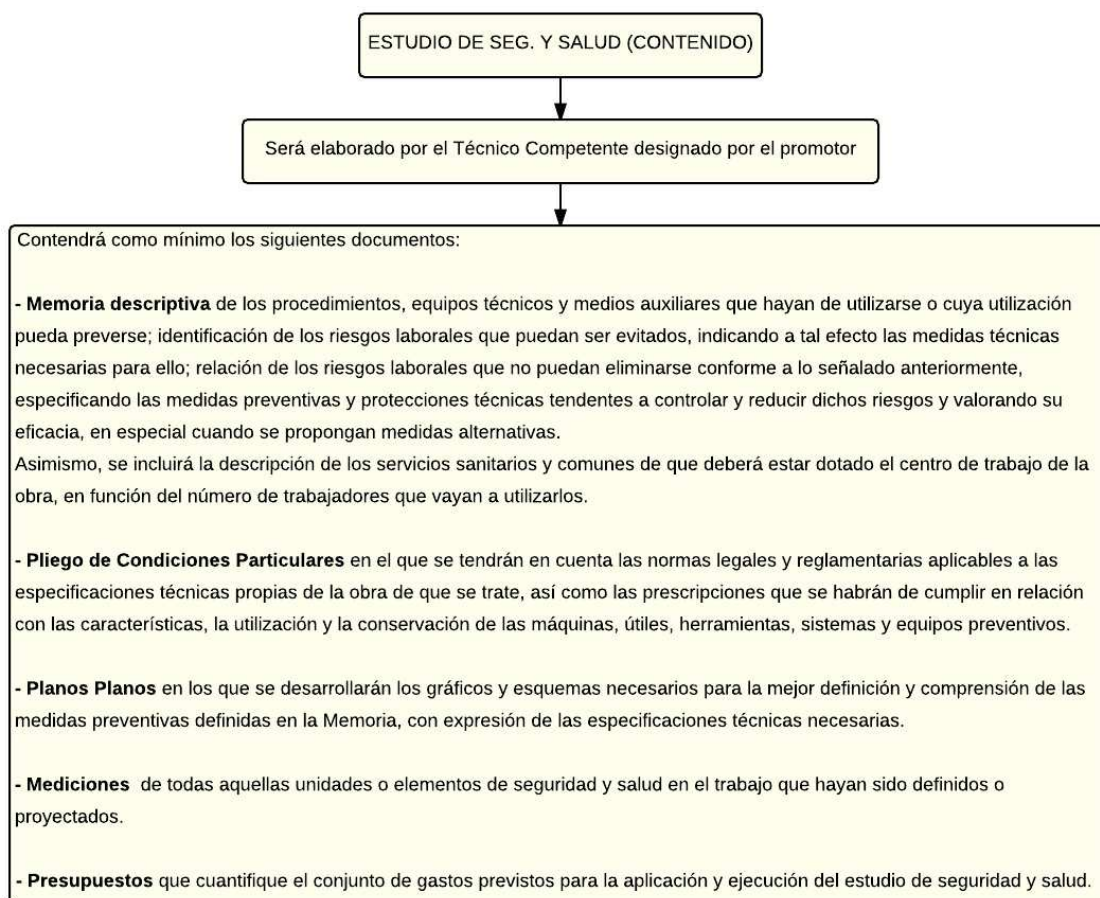 ESTUDIO DE SEG. Y SALUD (CONTENIDO)
Será elaborado por el Técnico Competente designado por el promotor
Contendrá como mínimo los siguientes documentos:
- Memoria descriptiva de los procedimientos, equipos técnicos y medios auxiliares que hayan de utilizarse o cuya utilización
pueda preverse; identificación de los riesgos laborales que puedan ser evitados, indicando a tal efecto las medidas técnicas
necesarias para ello; relación de los riesgos laborales que no puedan eliminarse conforme a lo señalado anteriormente,
especificando las medidas preventivas y protecciones técnicas tendentes a controlar y reducir dichos riesgos y valorando su
eficacia, en especial cuando se propongan medidas alternativas.
Asimismo, se incluirá la descripción de los servicios sanitarios y comunes de que deberá estar dotado el centro de trabajo de la
obra, en función del número de trabajadores que vayan a utilizarlos.
- Pliego de Condiciones Particulares en el que se tendrán en cuenta las normas legales y reglamentarias aplicables a las
especificaciones técnicas propias de la obra de que se trate, así como las prescripciones que se habrán de cumplir en relación
con las características, la utilización y la conservación de las máquinas, útiles, herramientas, sistemas y equipos preventivos.
- Planos Planos en los que se desarrollarán los gráficos y esquemas necesarios para la mejor definición y comprensión de las
medidas preventivas definidas en la Memoria, con expresión de las especificaciones técnicas necesarias.
- Mediciones de todas aquellas unidades o elementos de seguridad y salud en el trabajo que hayan sido definidos o
proyectados.
- Presupuestos que cuantifique el conjunto de gastos previstos para la aplicación y ejecución del estudio de seguridad y salud.